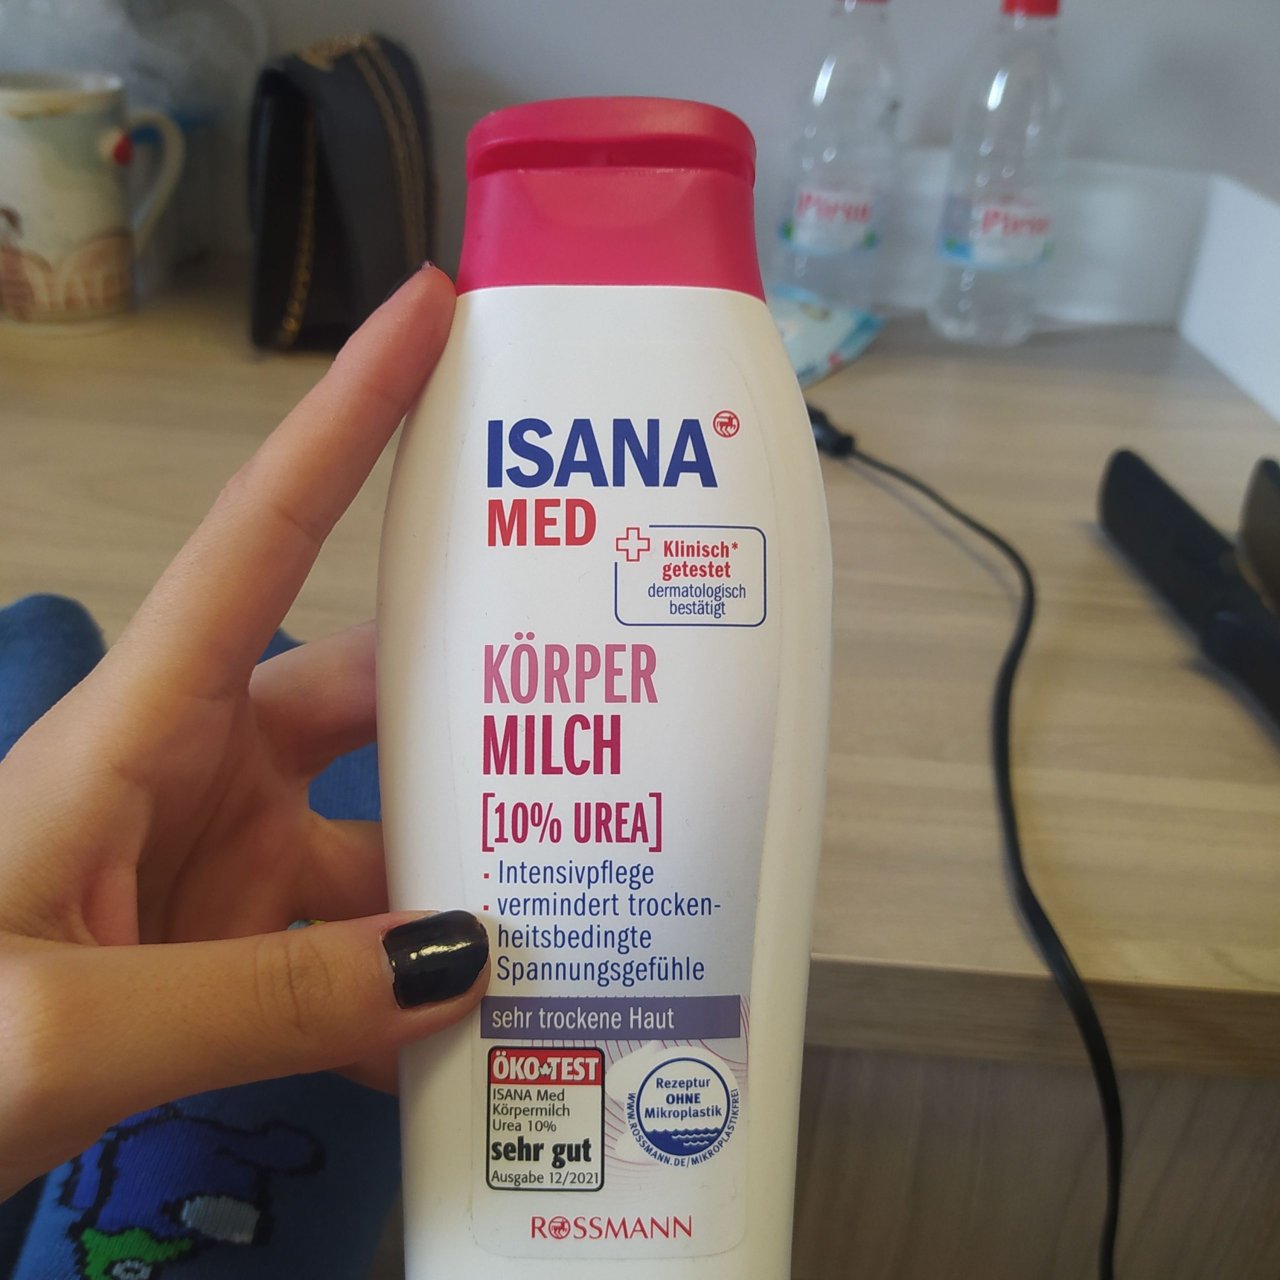 ISANA
MED
Klinisch*
getestet
dermatologisch
bestätigt
KÖRPER
MILCH
[10% UREA]
· Intensivpflege
· vermindert trocken-
heitsbedingte
Spannungsgefühle
sehr trockene Haut
ÖKO-TEST
ISANA Med
Körpermilch
Urea 10%
sehr gut
Ausgabe 12/2021
Rezeptur
OHNE
Mikroplastik
WWW.ROSSMANN.DE/MIKROPLASTIKFREI
ROSSMANN